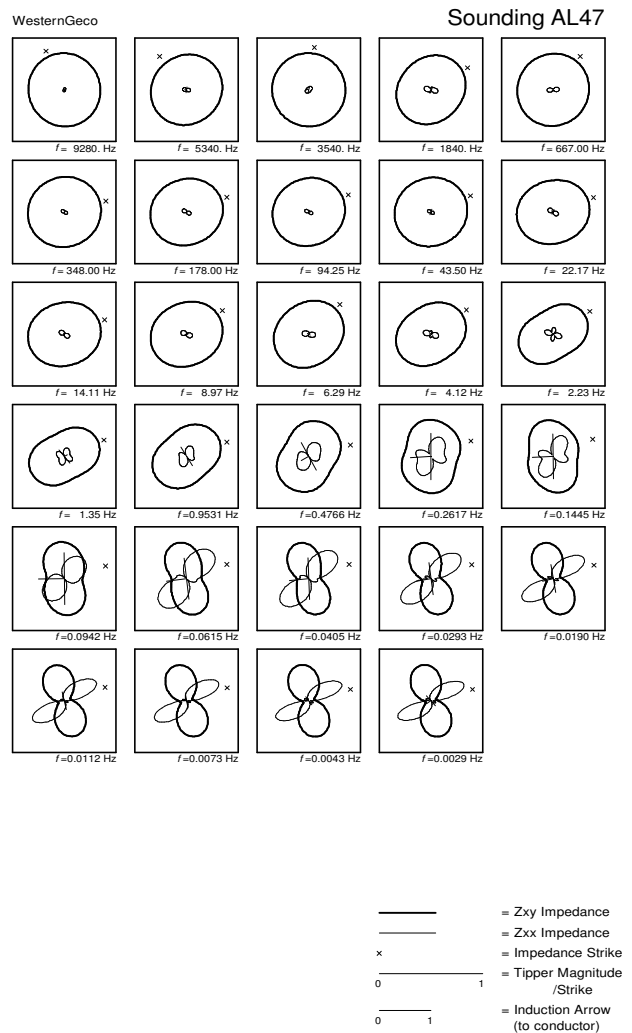 WesternGeco Sounding AL47
f = 9280. Hz f = 5340. Hz f = 3540. Hz f = 1840. Hz f = 667.00 Hz
f = 348.00 Hz f = 178.00 Hz f = 94.25 Hz f = 43.50 Hz f = 22.17 Hz
f = 14.11 Hz f = 8.97 Hz f = 6.29 Hz f = 4.12 Hz f = 2.23 Hz
f = 1.35 Hz f =0.9531 Hz f =0.4766 Hz f =0.2617 Hz f =0.1445 Hz
f =0.0942 Hz f =0.0615 Hz f =0.0405 Hz f =0.0293 Hz f =0.0190 Hz
f =0.0112 Hz f =0.0073 Hz f =0.0043 Hz f =0.0029 Hz
= Zxy Impedance
= Zxx Impedance
× = Impedance Strike
= Tipper Magnitude
0 1 /Strike
= Induction Arrow
0 1 (to conductor)